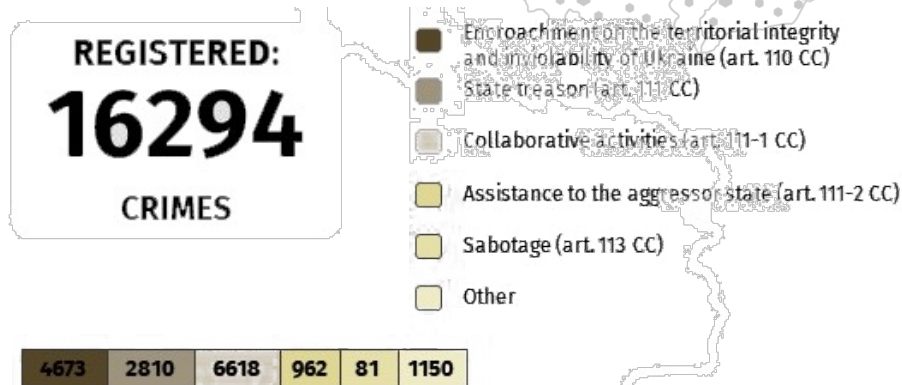 REGISTERED:
16294
CRIMES
Encroachment on the territorial integrity
and inviolability of Ukraine (art. 110 CC)
State treason (art. 111 CC)
Collaborative activities (art. 111-1 CC)
Assistance to the aggressor state (art. 111-2 CC)
Sabotage (art. 113 CC)
Other
4673 2810 6618 962 81 1150